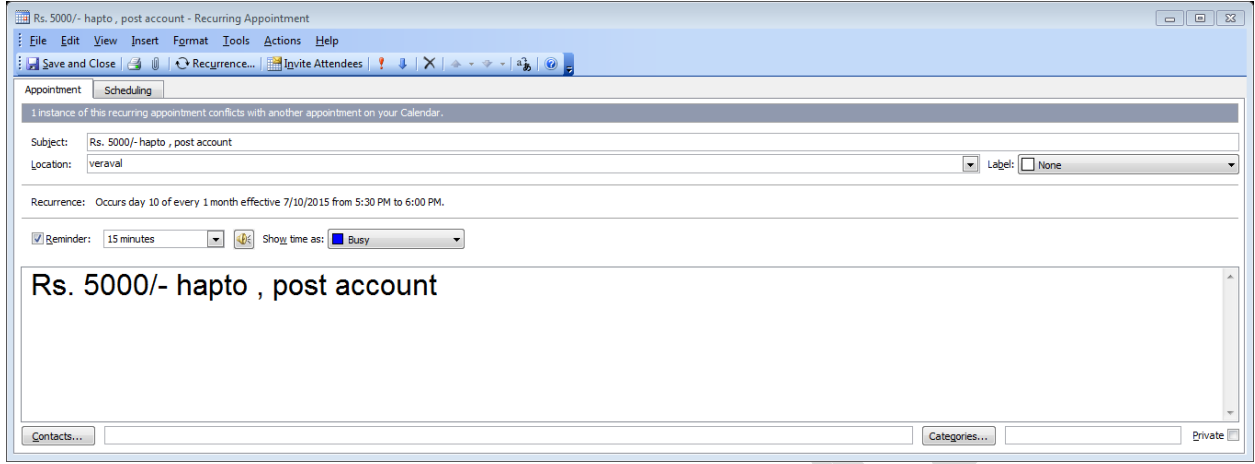 Rs. 5000/- hapto , post account - Recurring Appointment
File Edit View Insert Format Tools Actions Help
Save and Close Recurrence... Invite Attendees
Appointment Scheduling
1 instance of this recurring appointment conflicts with another appointment on your Calendar.
Subject: Rs. 5000/- hapto , post account
Location: veraval Label: None
Recurrence: Occurs day 10 of every 1 month effective 7/10/2015 from 5:30 PM to 6:00 PM.
Reminder: 15 minutes Show time as: Busy
Rs. 5000/- hapto , post account
Contacts... Categories... Private